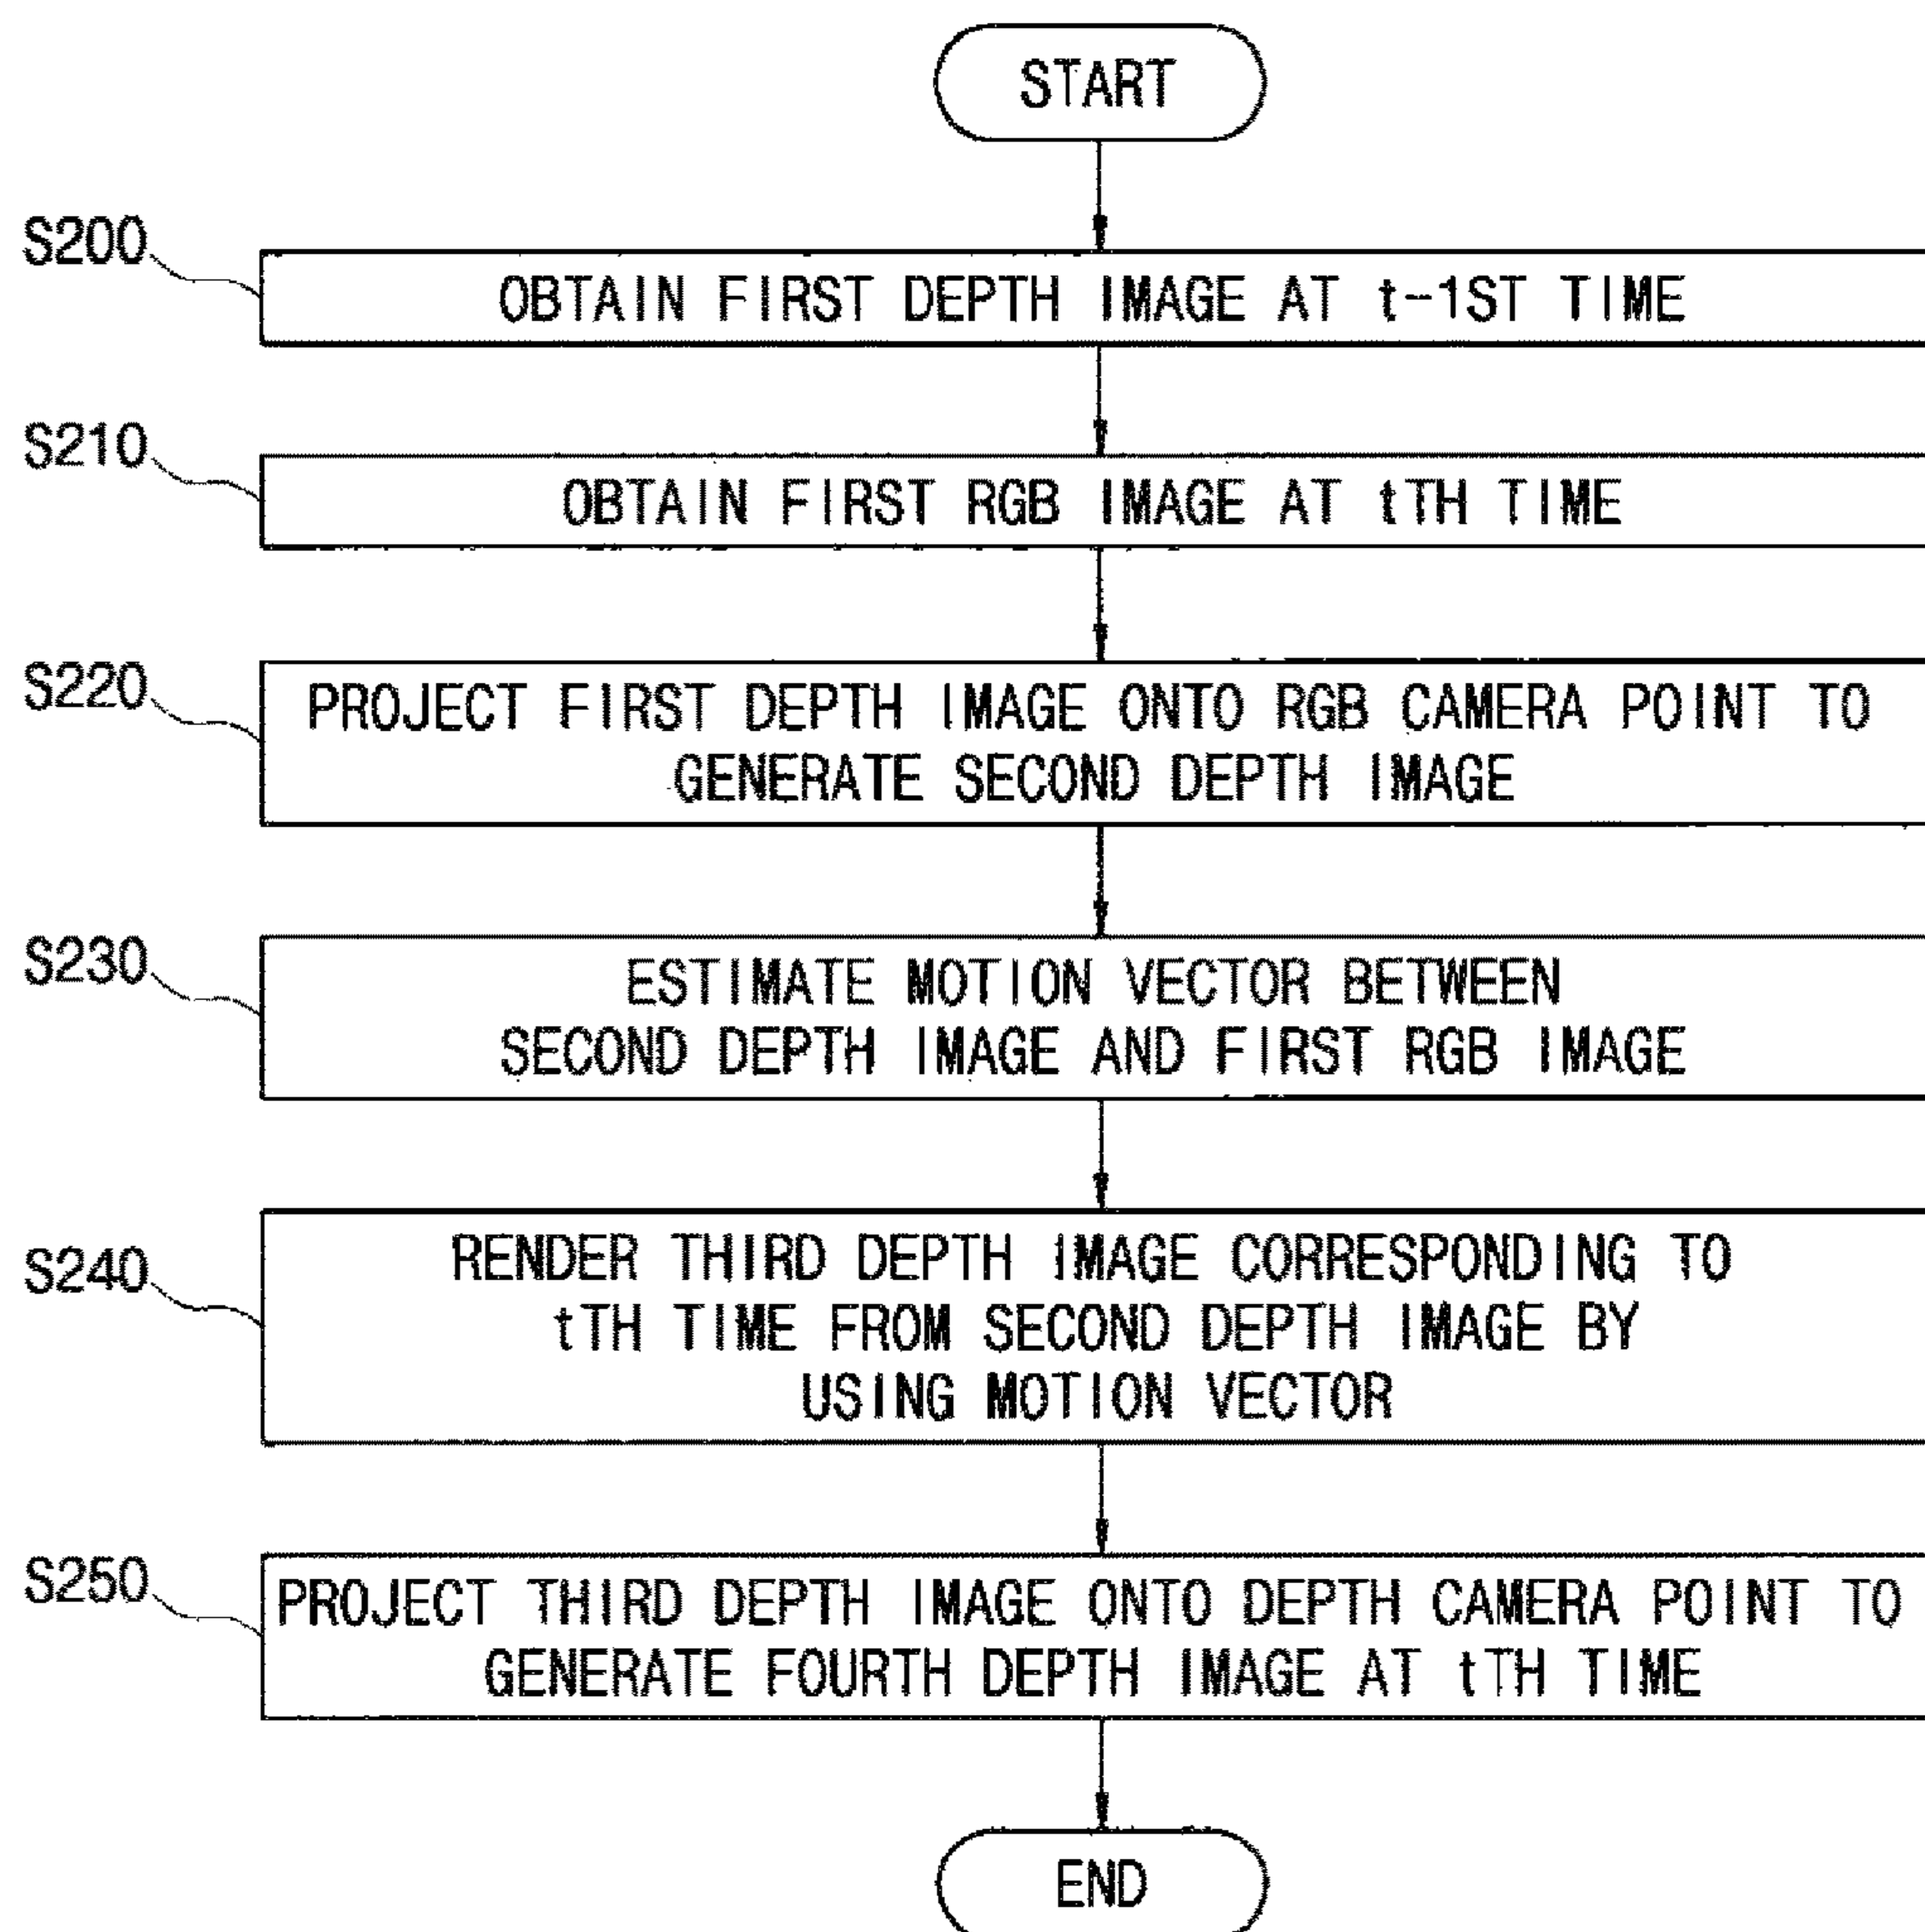 START
S200
OBTAIN FIRST DEPTH IMAGE AT t-1ST TIME
S210
OBTAIN FIRST RGB IMAGE AT tTH TIME
S220
PROJECT FIRST DEPTH IMAGE ONTO RGB CAMERA POINT TO
GENERATE SECOND DEPTH IMAGE
S230
ESTIMATE MOTION VECTOR BETWEEN
SECOND DEPTH IMAGE AND FIRST RGB IMAGE
S240
RENDER THIRD DEPTH IMAGE CORRESPONDING TO
tTH TIME FROM SECOND DEPTH IMAGE BY
USING MOTION VECTOR
S250
PROJECT THIRD DEPTH IMAGE ONTO DEPTH CAMERA POINT TO
GENERATE FOURTH DEPTH IMAGE AT tTH TIME
END